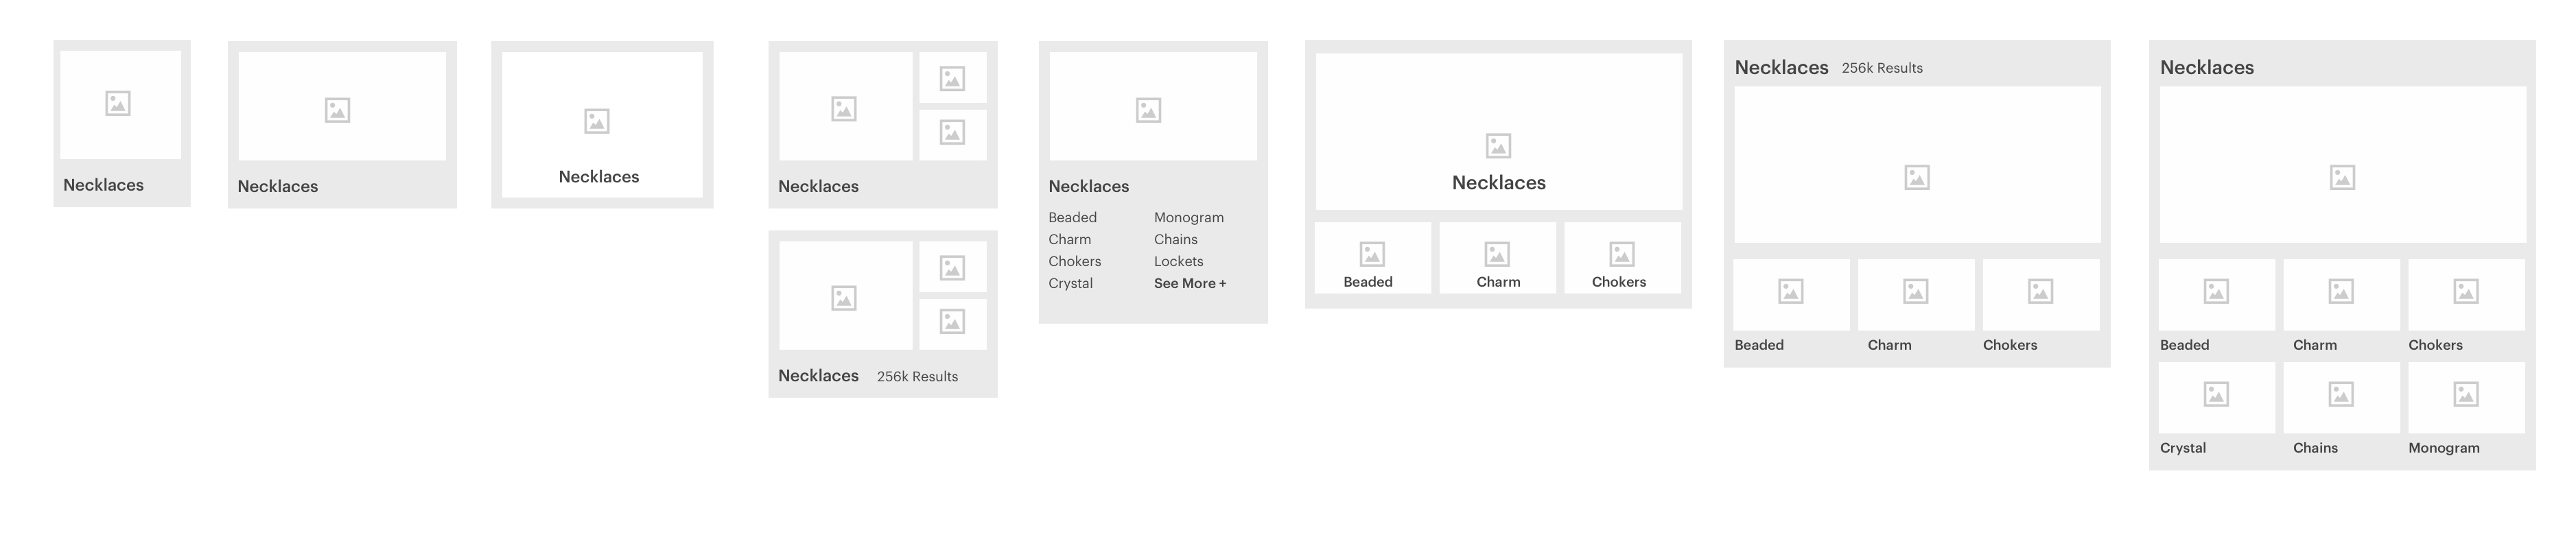 Necklaces
Necklaces
Necklaces
Necklaces
Necklaces 256k Results
Necklaces
Beaded Monogram
Charm Chains
Chokers Lockets
Crystal See More +
Necklaces
Beaded Charm Chokers
Necklaces 256k Results
Beaded Charm Chokers
Necklaces
Beaded Charm Chokers
Crystal Chains Monogram